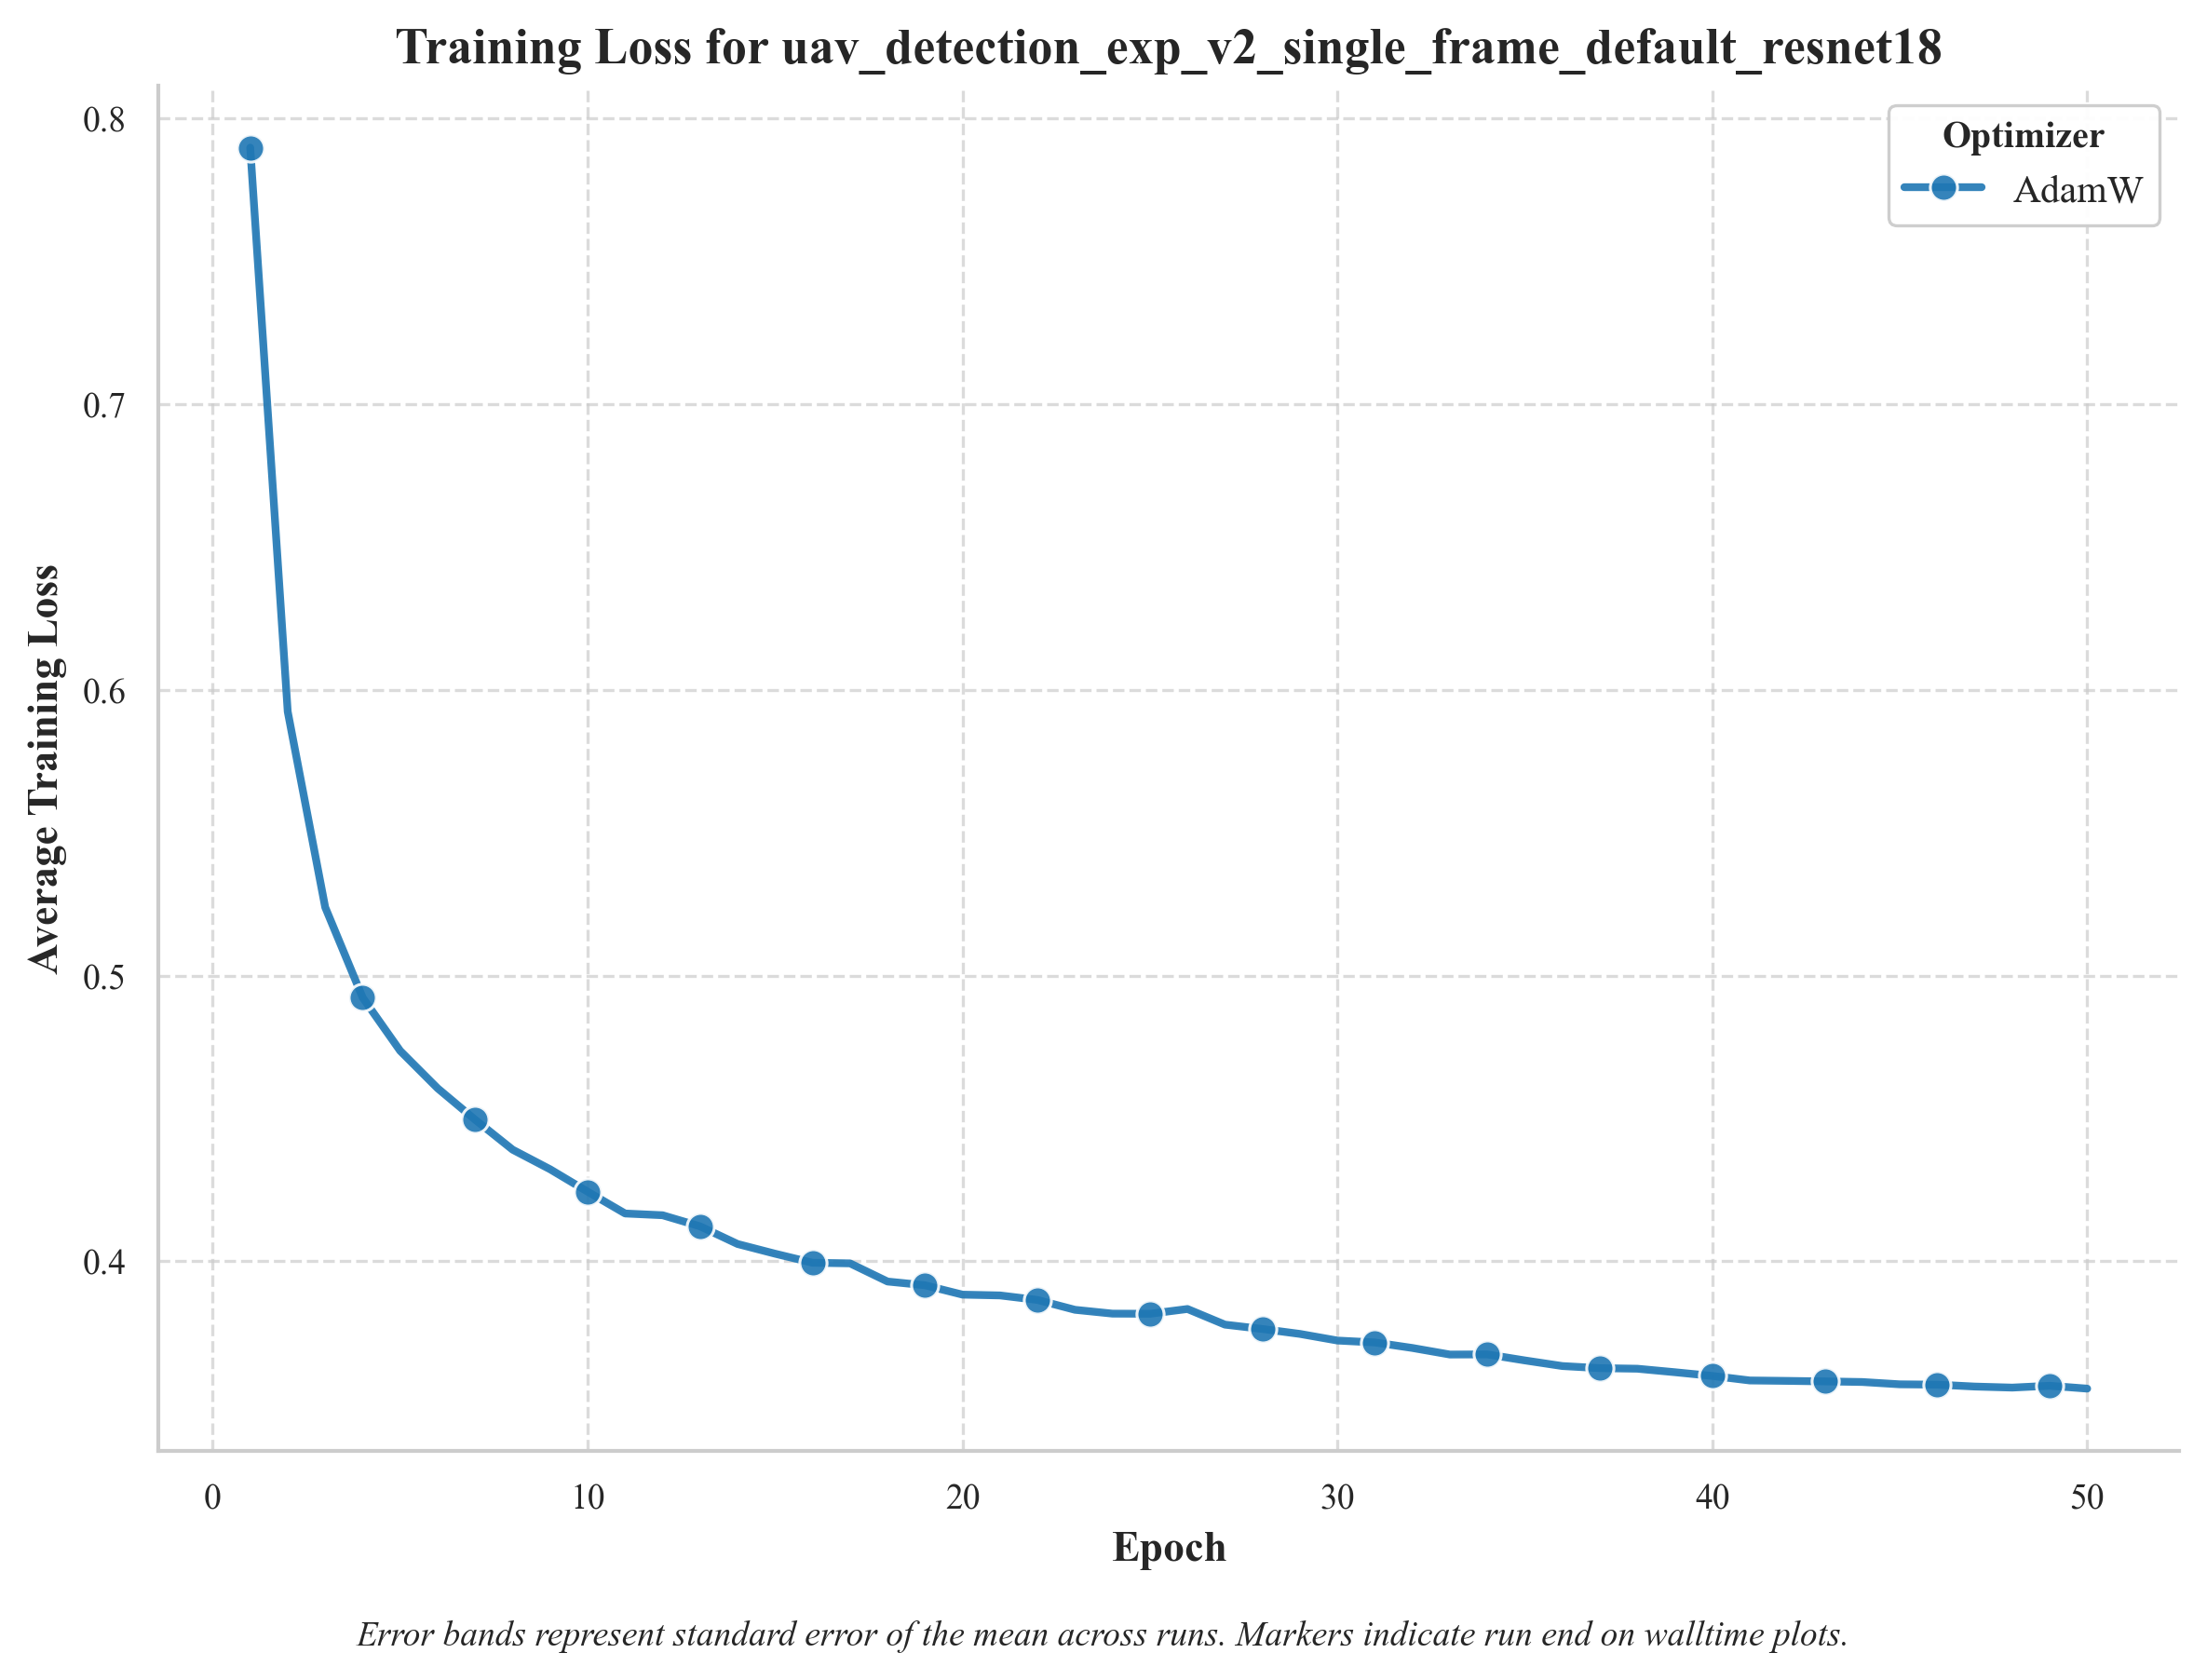 Training Loss for uav_detection_exp_v2_single_frame_default_resnet18
Optimizer
AdamW
Average Training Loss
0.8
0.7
0.6
0.5
0.4
0
10
20
30
40
50
Epoch
Error bands represent standard error of the mean across runs. Markers indicate run end on walltime plots.